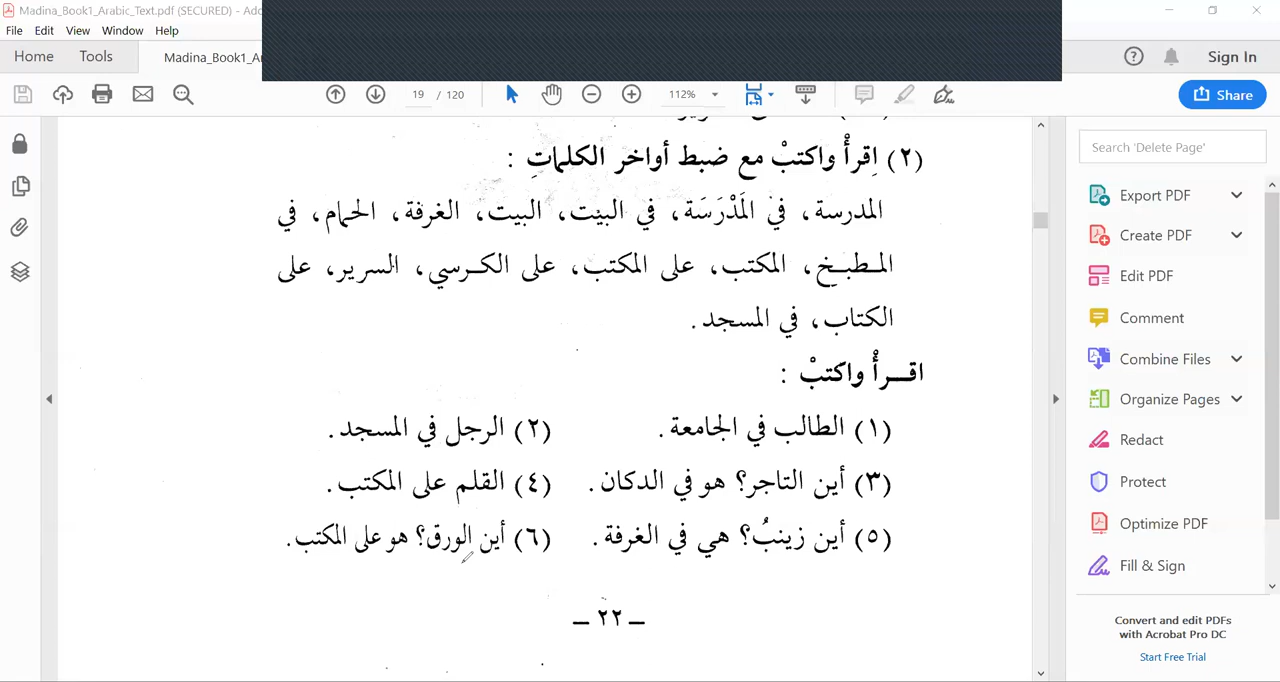 Madina_Book1_Arabic_Text.pdf (SECURED) - Ado
File Edit View Window Help
Home Tools Madina_Book1_A
Sign In
19 / 120 112%
Share
(٢) اِقرأْ واكتبْ مع ضبط أواخر الكلماتِ :
المدرسة، في المَدْرَسَة، في البيْت، البيت، الغرفة، الحمام، في
المـطبـخ، المكتب، على المكتب، على الكـرسي، السرير، على
الكتاب، في المسجد.
اقـرأْ واكتبْ :
(١) الطالب في الجامعة. (٢) الرجل في المسجد.
(٣) أين التاجر؟ هو في الدكان. (٤) القلم على المكتب.
(٥) أين زينبُ؟ هي في الغرفة. (٦) أين الورق؟ هو على المكتب.
– ٢٢ –
Search 'Delete Page'
Export PDF
Create PDF
Edit PDF
Comment
Combine Files
Organize Pages
Redact
Protect
Optimize PDF
Fill & Sign
Convert and edit PDFs
with Acrobat Pro DC
Start Free Trial